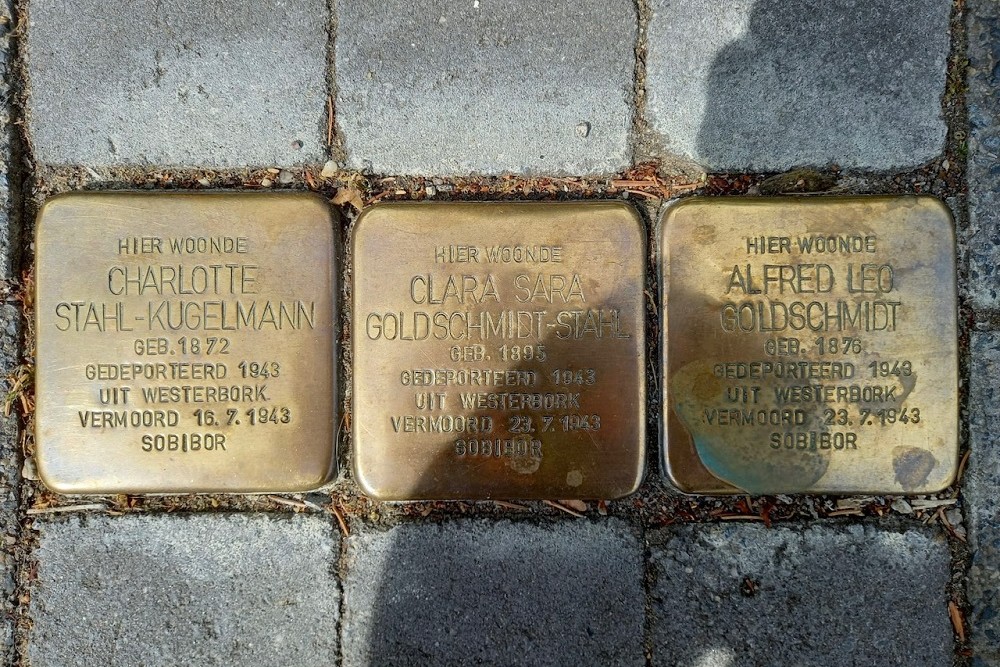 HIER WOONDE
CHARLOTTE
STAHL-KUGELMANN
GEB. 1872
GEDEPORTEERD 1943
UIT WESTERBORK
VERMOORD 16.7.1943
SOBIBOR
HIER WOONDE
CLARA SARA
GOLDSCHMIDT-STAHL
GEB. 1895
GEDEPORTEERD 1943
UIT WESTERBORK
VERMOORD 23.7.1943
SOBIBOR
HIER WOONDE
ALFRED LEO
GOLDSCHMIDT
GEB. 1876
GEDEPORTEERD 1943
UIT WESTERBORK
VERMOORD 23.7.1943
SOBIBOR